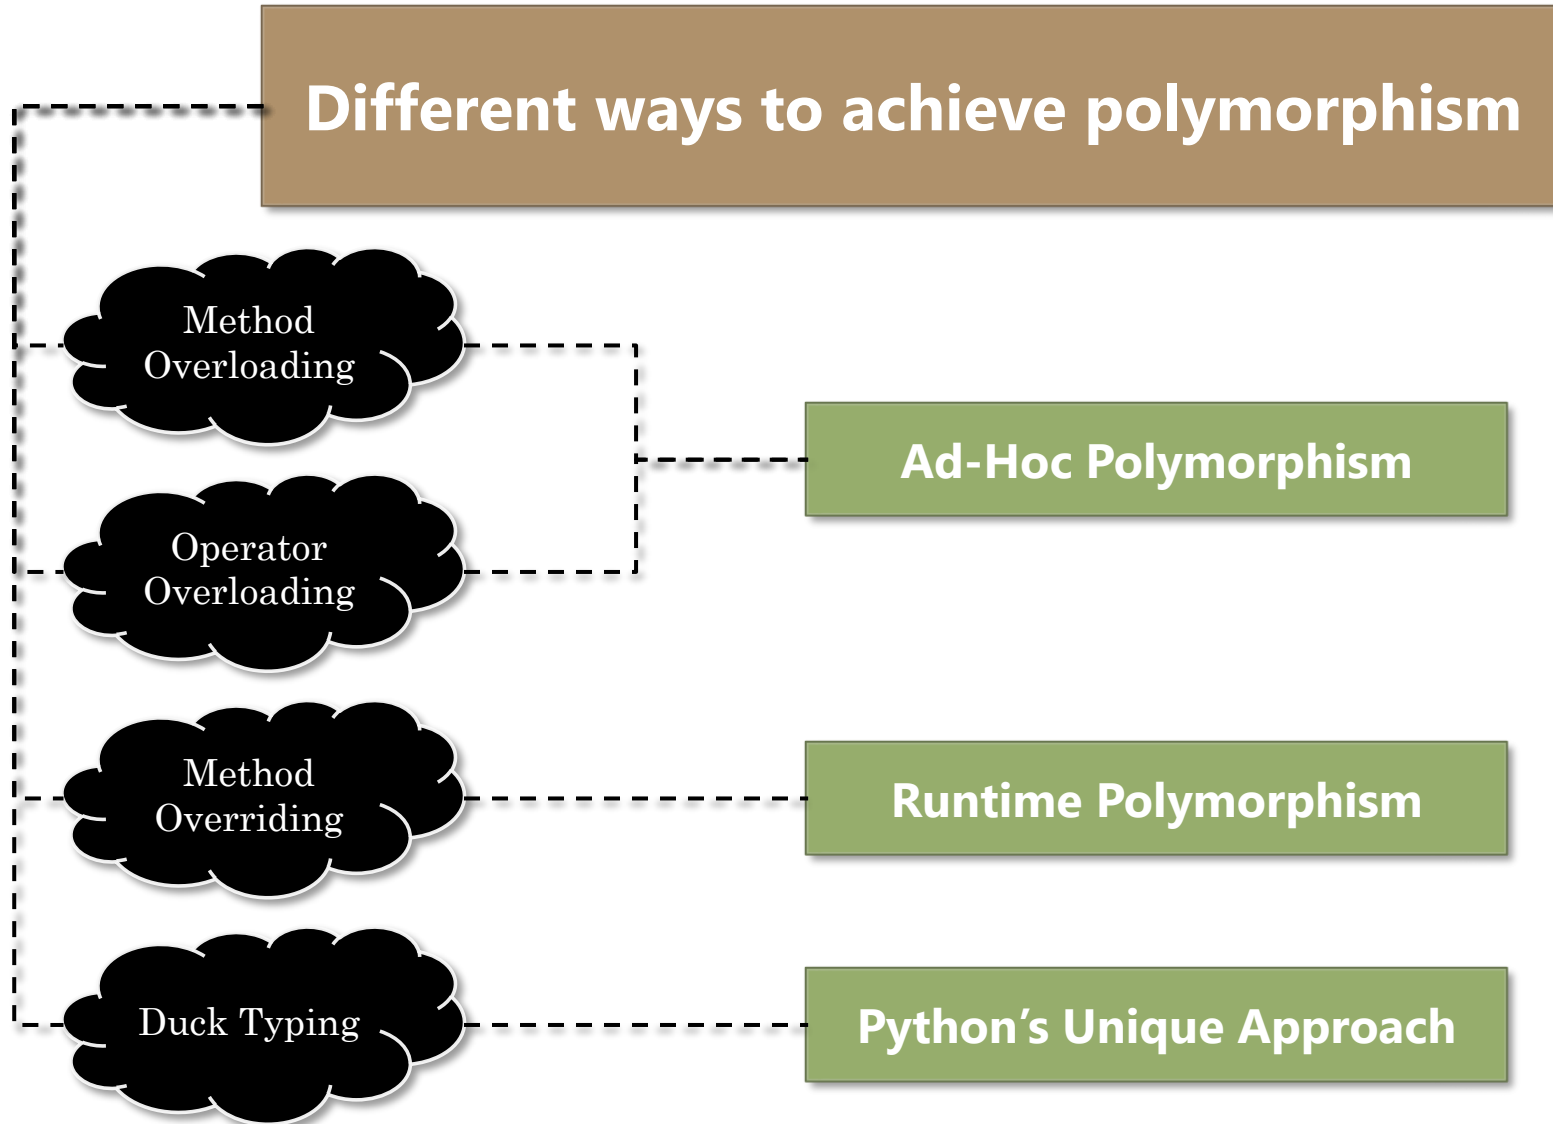 Different ways to achieve polymorphism
Method
Overloading
Ad-Hoc Polymorphism
Operator
Overloading
Method
Overriding
Runtime Polymorphism
Duck Typing
Python’s Unique Approach